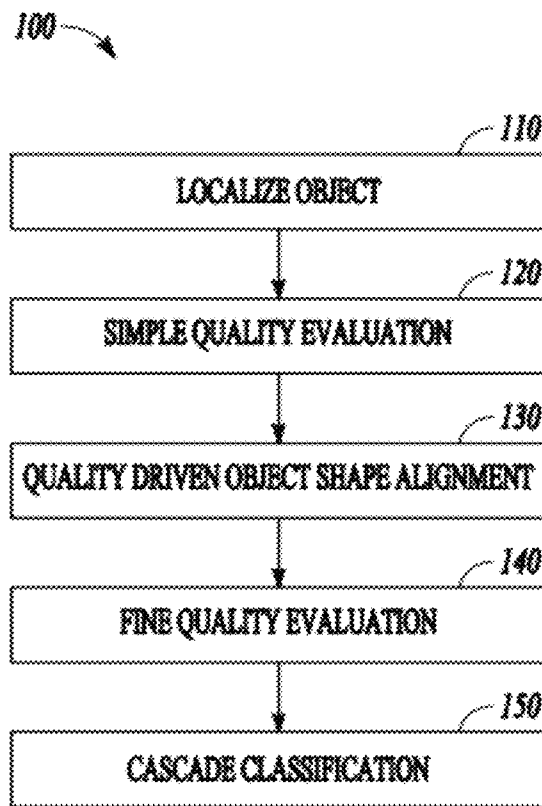 100
110
LOCALIZE OBJECT
120
SIMPLE QUALITY EVALUATION
130
QUALITY DRIVEN OBJECT SHAPE ALIGNMENT
140
FINE QUALITY EVALUATION
150
CASCADE CLASSIFICATION